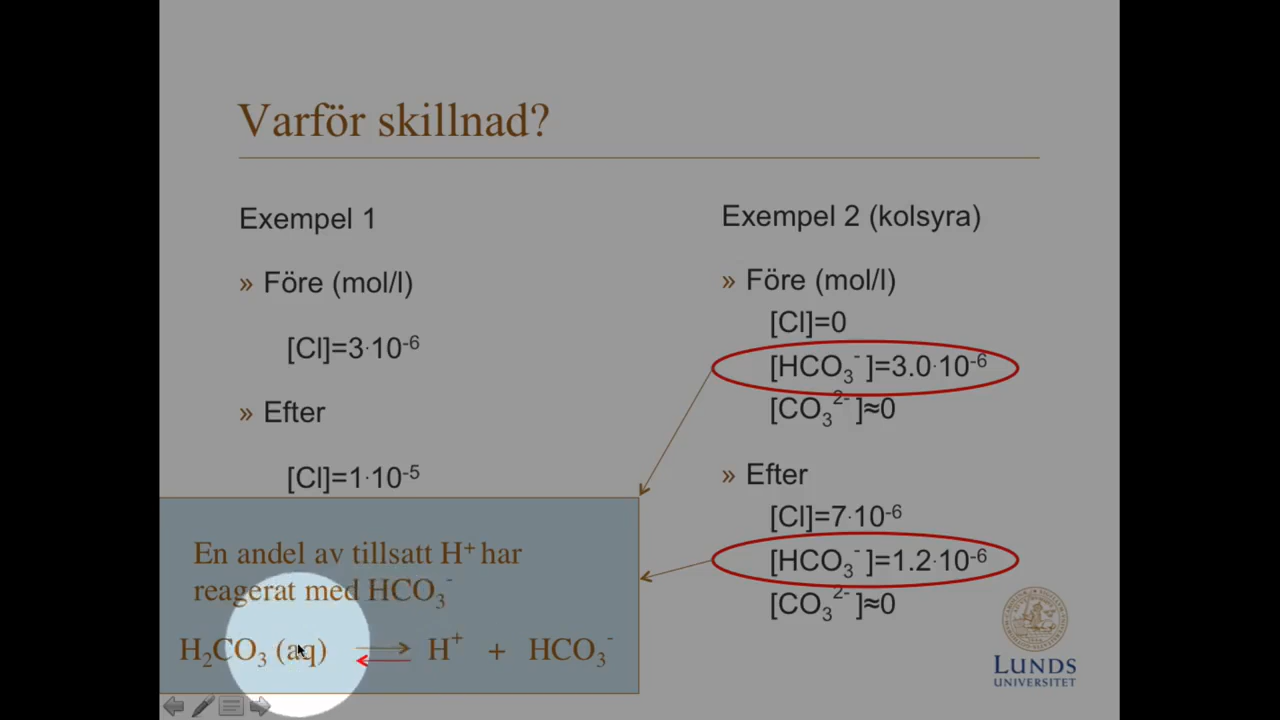 Varför skillnad?
Exempel 1
» Före (mol/l)
[Cl]=3·10⁻⁶
» Efter
[Cl]=1·10⁻⁵
En andel av tillsatt H⁺ har
reagerat med HCO₃⁻
H₂CO₃ (aq) ⇄ H⁺ + HCO₃⁻
Exempel 2 (kolsyra)
» Före (mol/l)
[Cl]=0
[HCO₃⁻]=3.0·10⁻⁶
[CO₃²⁻]≈0
» Efter
[Cl]=7·10⁻⁶
[HCO₃⁻]=1.2·10⁻⁶
[CO₃²⁻]≈0
LUNDS
UNIVERSITET